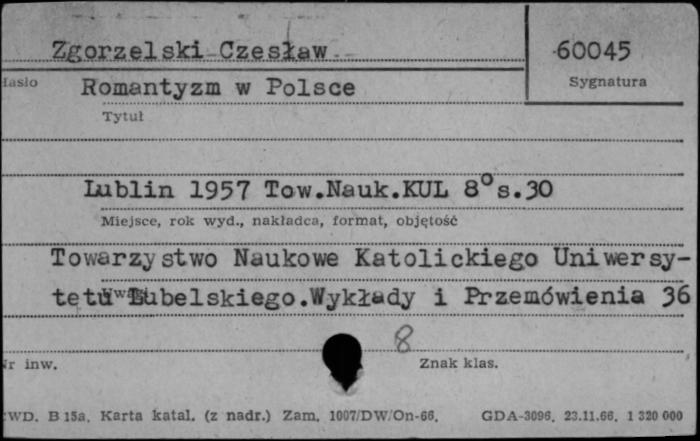 Zgorzelski Czesław
60045
Hasło
Sygnatura
Romantyzm w Polsce
Tytuł
Lublin 1957 Tow.Nauk.KUL 8° s.30
Miejsce, rok wyd., nakładca, format, objętość
Towarzystwo Naukowe Katolickiego Uniwersy-
tetu Lubelskiego.Wykłady i Przemówienia 36
Uwagi
8
Nr inw.
Znak klas.
WD. B 15a. Karta katal. (z nadr.) Zam. 1007/DW/On-66. GDA-3096. 23.11.66. 1 320 000